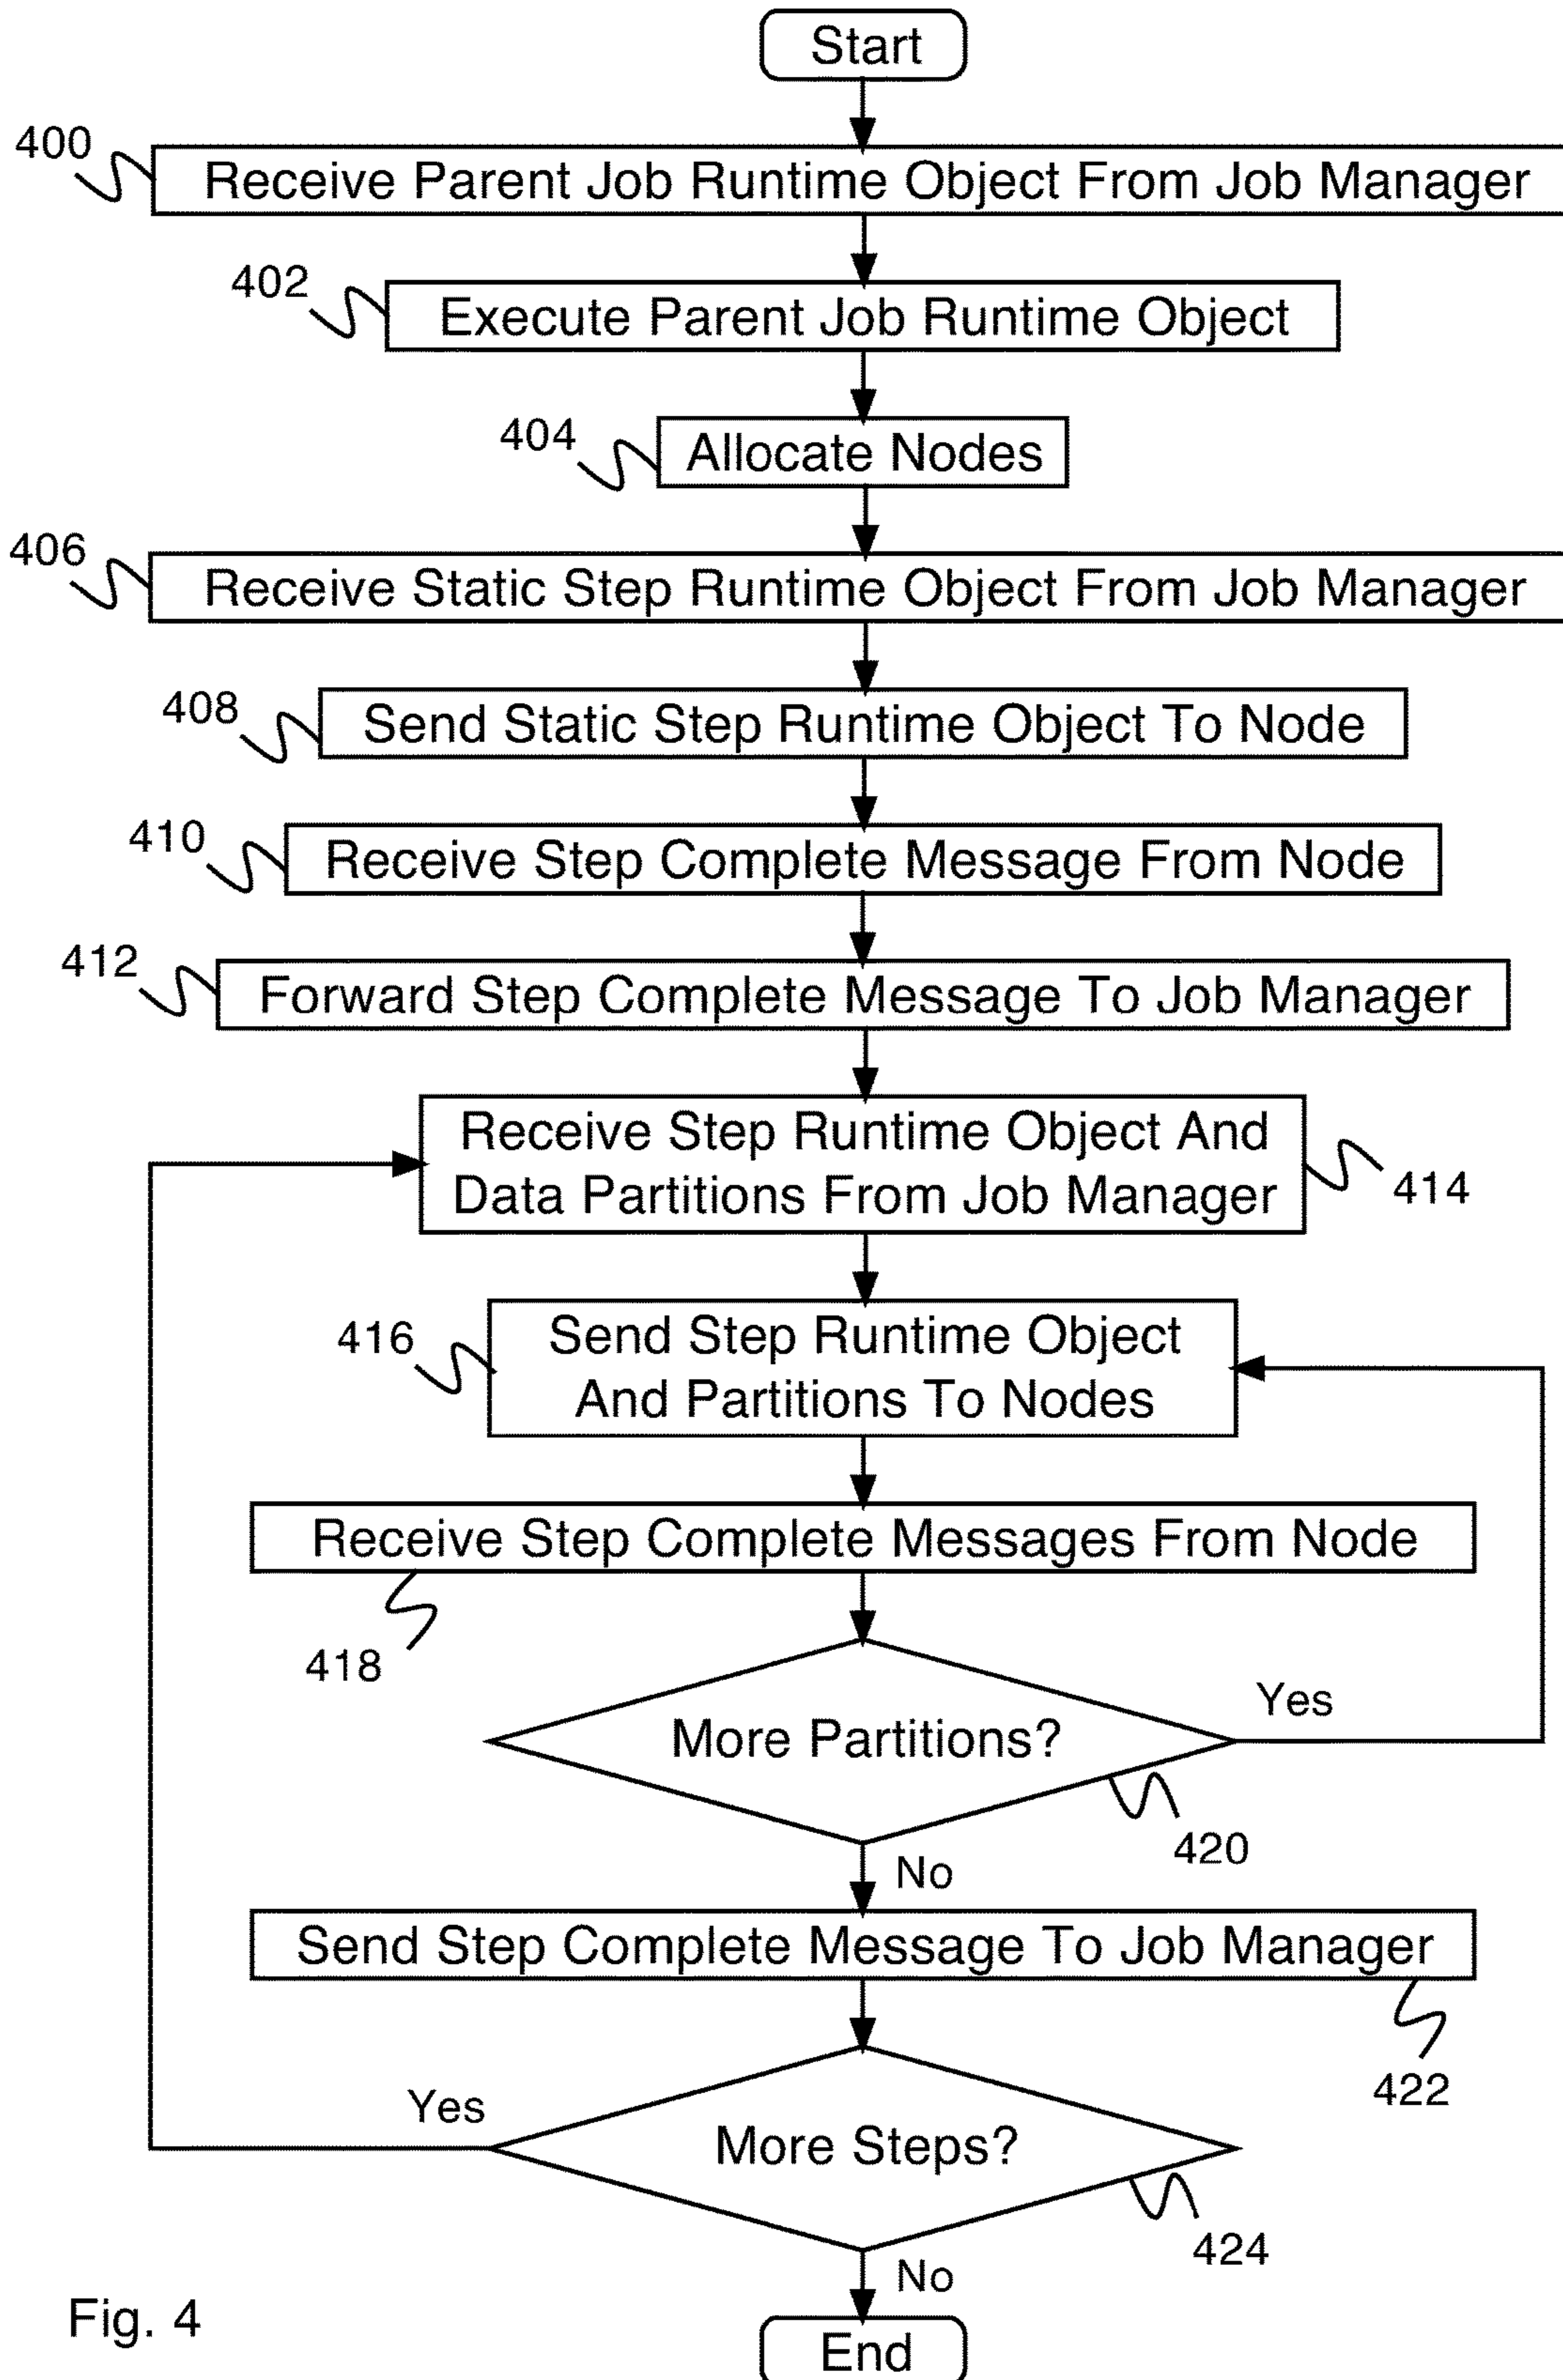 Start
400
Receive Parent Job Runtime Object From Job Manager
402
Execute Parent Job Runtime Object
404
Allocate Nodes
406
Receive Static Step Runtime Object From Job Manager
408
Send Static Step Runtime Object To Node
410
Receive Step Complete Message From Node
412
Forward Step Complete Message To Job Manager
Receive Step Runtime Object And
Data Partitions From Job Manager
414
416
Send Step Runtime Object
And Partitions To Nodes
Receive Step Complete Messages From Node
418
More Partitions?
Yes
420
No
Send Step Complete Message To Job Manager
422
Yes
More Steps?
424
No
End
Fig. 4